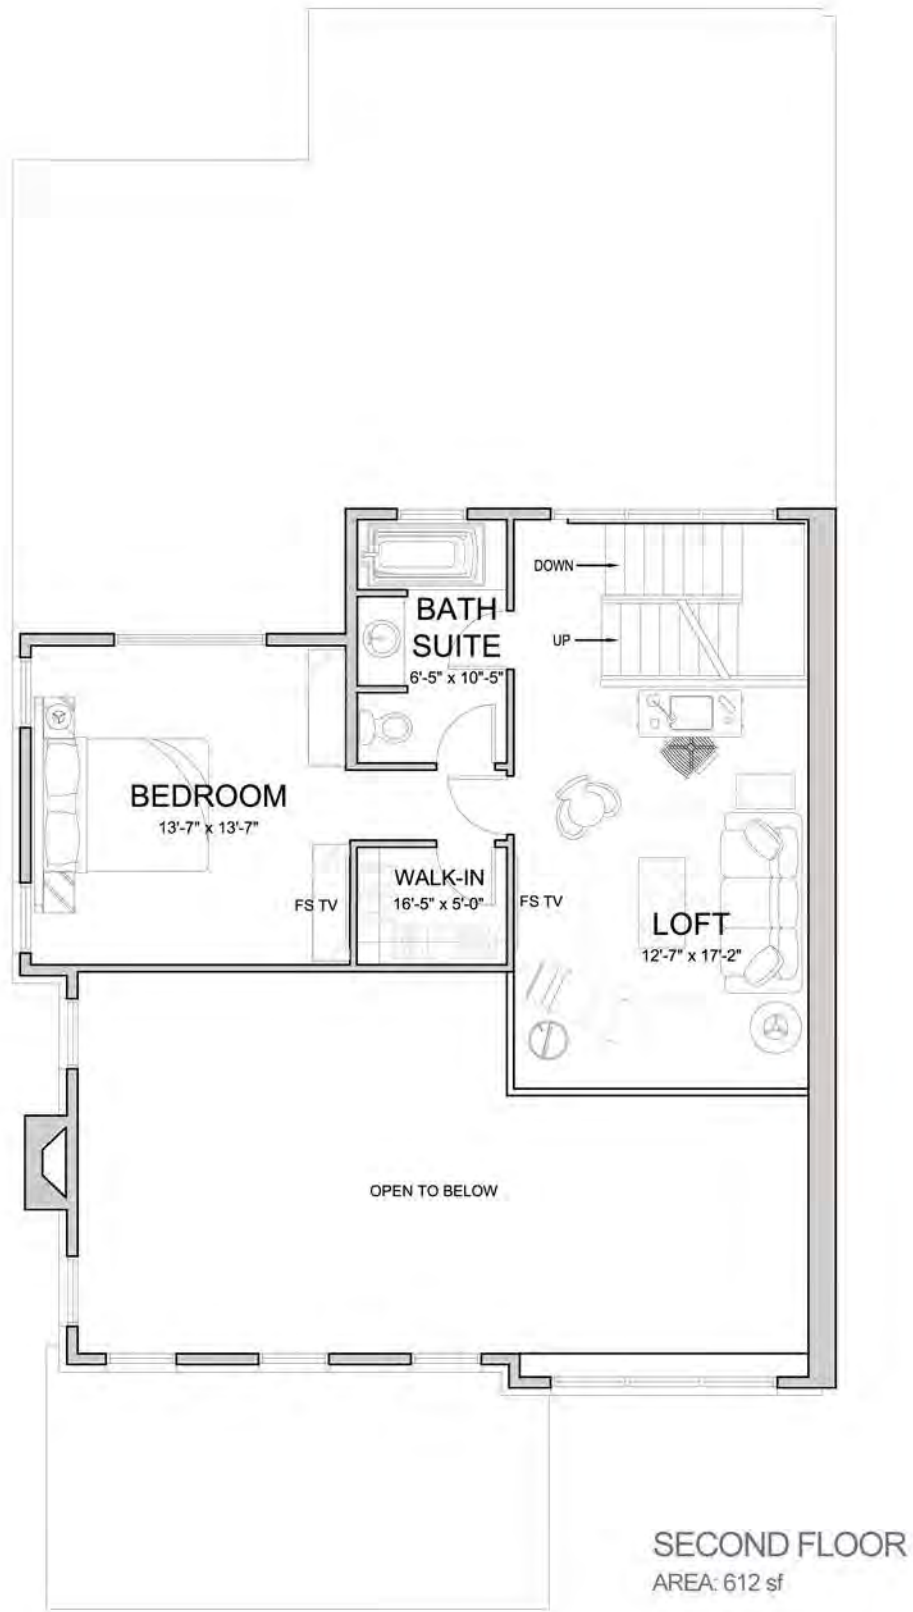 DOWN
UP
BATH
SUITE
6'-5" x 10"-5"
BEDROOM
13'-7" x 13'-7"
WALK-IN
16'-5" x 5'-0"
FS TV
FS TV
LOFT
12'-7" x 17'-2"
OPEN TO BELOW
SECOND FLOOR
AREA: 612 sf